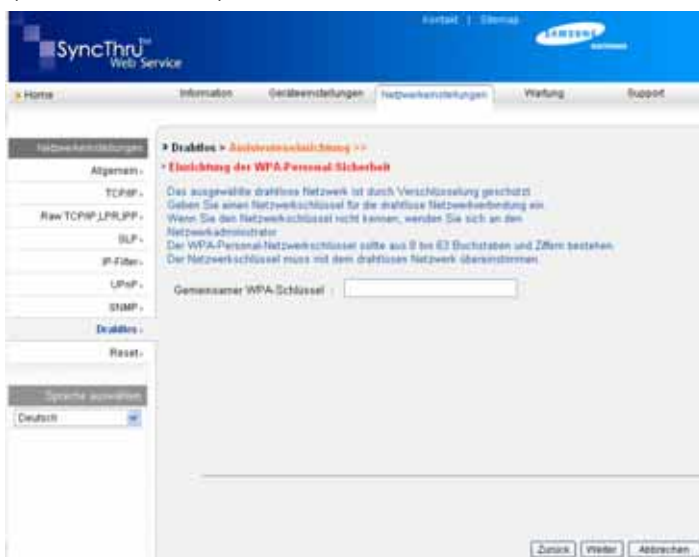 Kontakt | Sitemap
SAMSUNG
SyncThru™
Web Service
Home
Information Geräteeinstellungen Netzwerkeinstellungen Wartung Support
Netzwerkeinstellungen
Drahtlos >
Einrichtung der WPA-Personal-Sicherheit
Allgemein
Das ausgewählte drahtlose Netzwerk ist durch Verschlüsselung geschützt.
Geben Sie einen Netzwerkschlüssel für die drahtlose Netzwerkverbindung ein.
Wenn Sie den Netzwerkschlüssel nicht kennen, wenden Sie sich an den
Netzwerkadministrator
Der WPA-Personal-Netzwerkschlüssel sollte aus 8 bis 63 Buchstaben und Ziffern bestehen.
Der Netzwerkschlüssel muss mit dem drahtlosen Netzwerk übereinstimmen.
Gemeinsamer WPA-Schlüssel :
TCP/IP
Raw TCP/IP,LPR,IPP
SLP
IP-Filter
UPnP
SNMP
Drahtlos
Reset
Sprache auswählen
Deutsch
Zurück Weiter Abbrechen